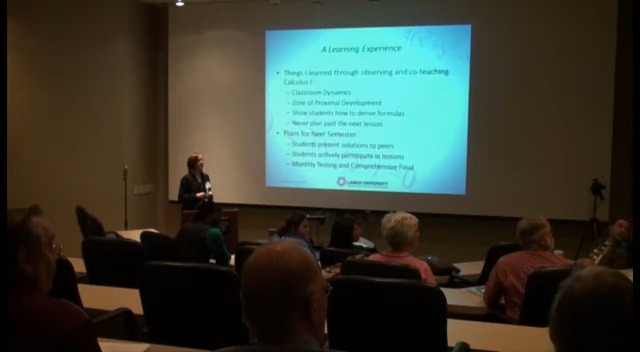 A Learning Experience
• Things I learned through observing and co-teaching
Calculus I:
– Classroom Dynamics
– Zone of Proximal Development
– Show students how to derive formulas
– Never plan past the next lesson
• Plans for Next Semester:
– Students present solutions to peers
– Students actively participate in lessons
– Monthly Testing and Comprehensive Final
LAMAR UNIVERSITY